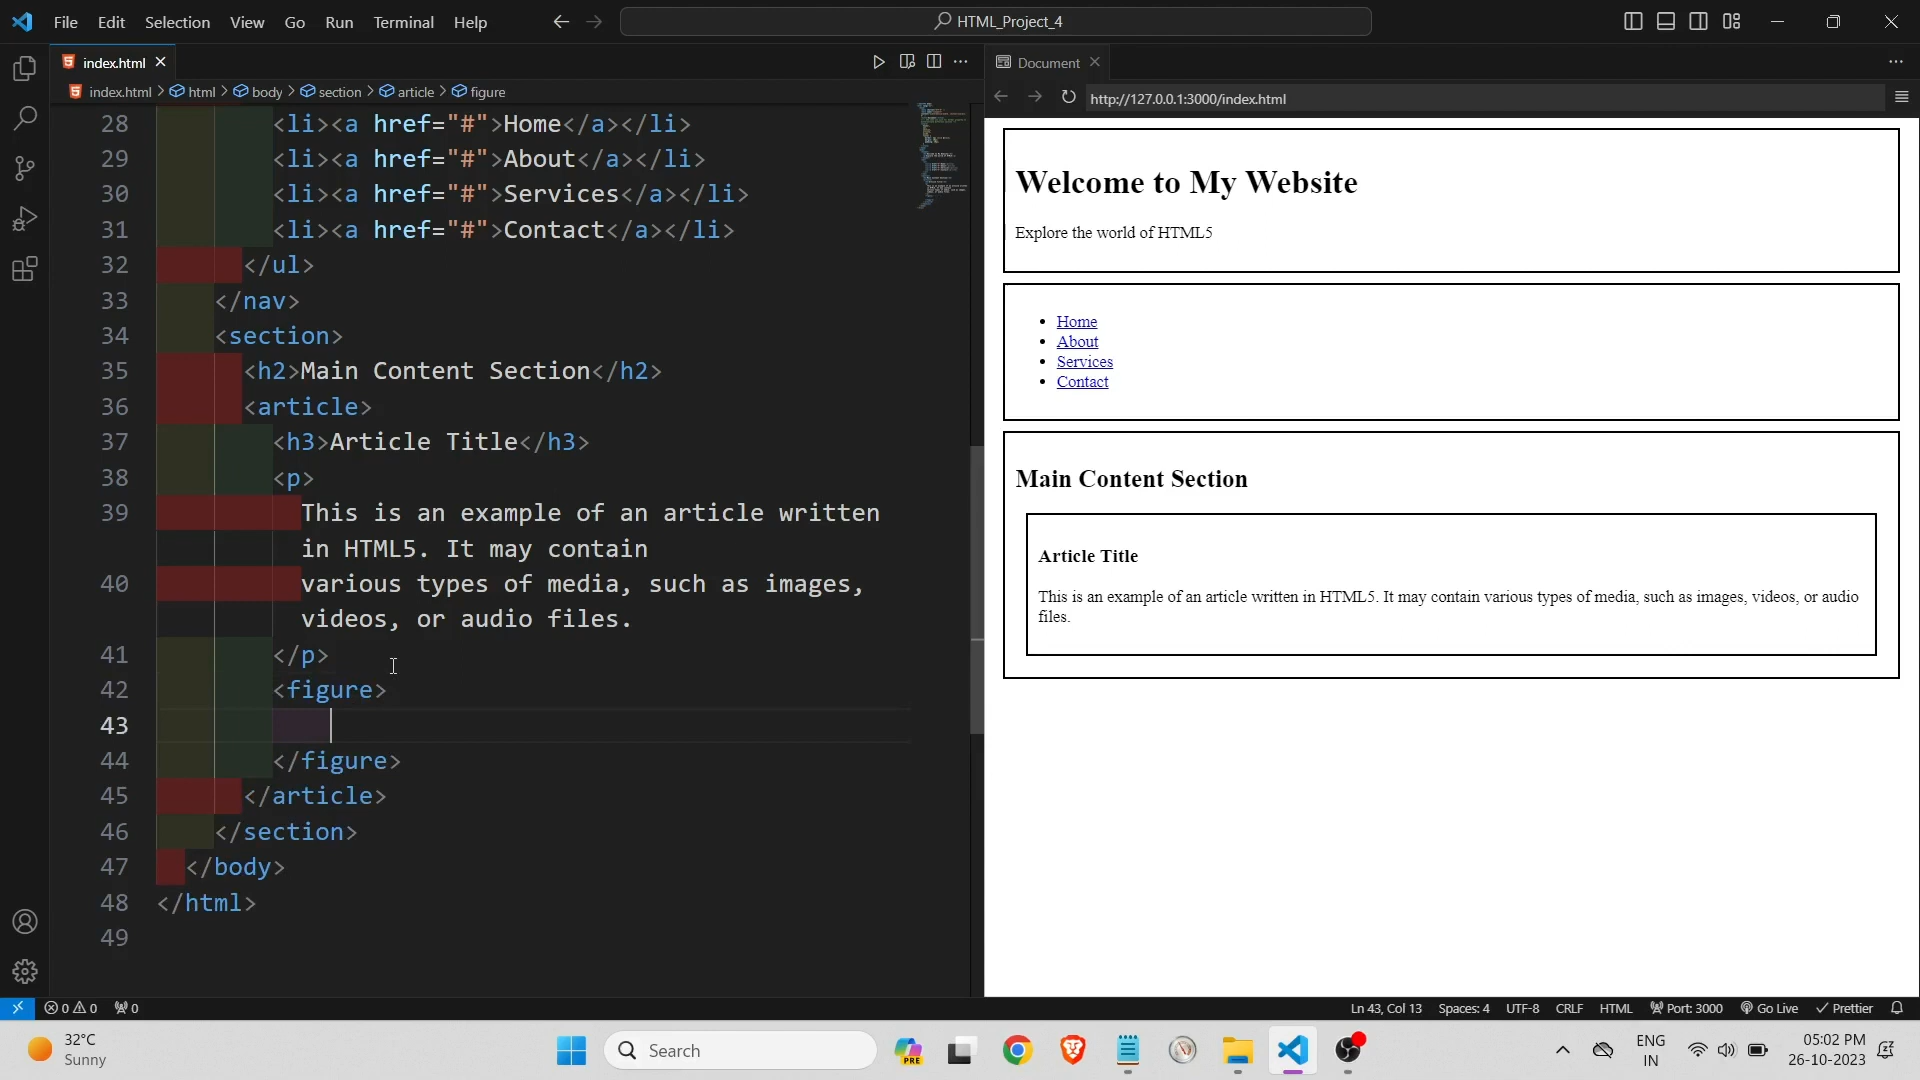 File Edit Selection View Go Run Terminal Help
HTML_Project_4
index.html
index.html > html > body > section > article > figure
28 <li><a href="#">Home</a></li>
29 <li><a href="#">About</a></li>
30 <li><a href="#">Services</a></li>
31 <li><a href="#">Contact</a></li>
32 </ul>
33 </nav>
34 <section>
35 <h2>Main Content Section</h2>
36 <article>
37 <h3>Article Title</h3>
38 <p>
39 This is an example of an article written
in HTML5. It may contain
40 various types of media, such as images,
videos, or audio files.
41 </p>
42 <figure>
43
44 </figure>
45 </article>
46 </section>
47 </body>
48 </html>
49
Document
http://127.0.0.1:3000/index.html
Welcome to My Website
Explore the world of HTML5
Home
About
Services
Contact
Main Content Section
Article Title
This is an example of an article written in HTML5. It may contain various types of media, such as images, videos, or audio
files.
0 0 0
Ln 43, Col 13 Spaces: 4 UTF-8 CRLF HTML Port: 3000 Go Live Prettier
32°C
Sunny
Search
PRE
ENG
IN
05:02 PM
26-10-2023